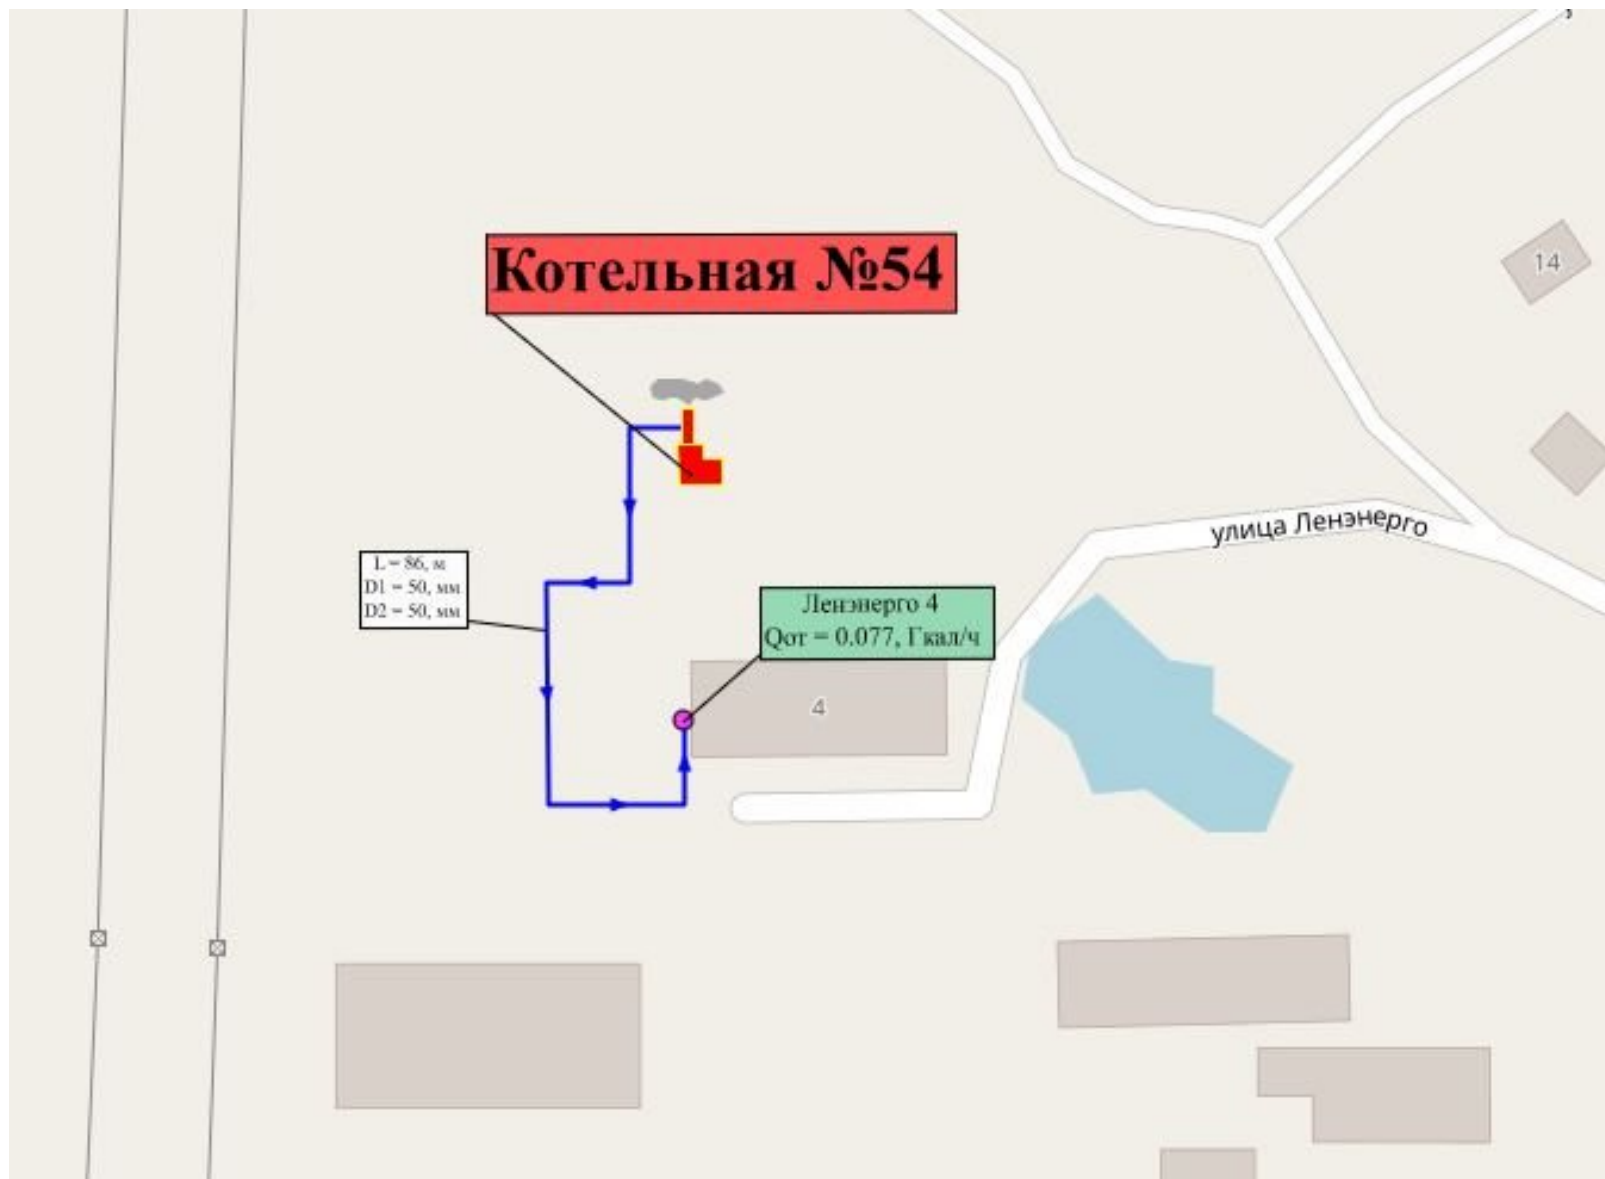 Котельная №54
14
улица Ленэнерго
L = 86, м
D1 = 50, мм
D2 = 50, мм
Ленэнерго 4
Qот = 0.077, Гкал/ч
4